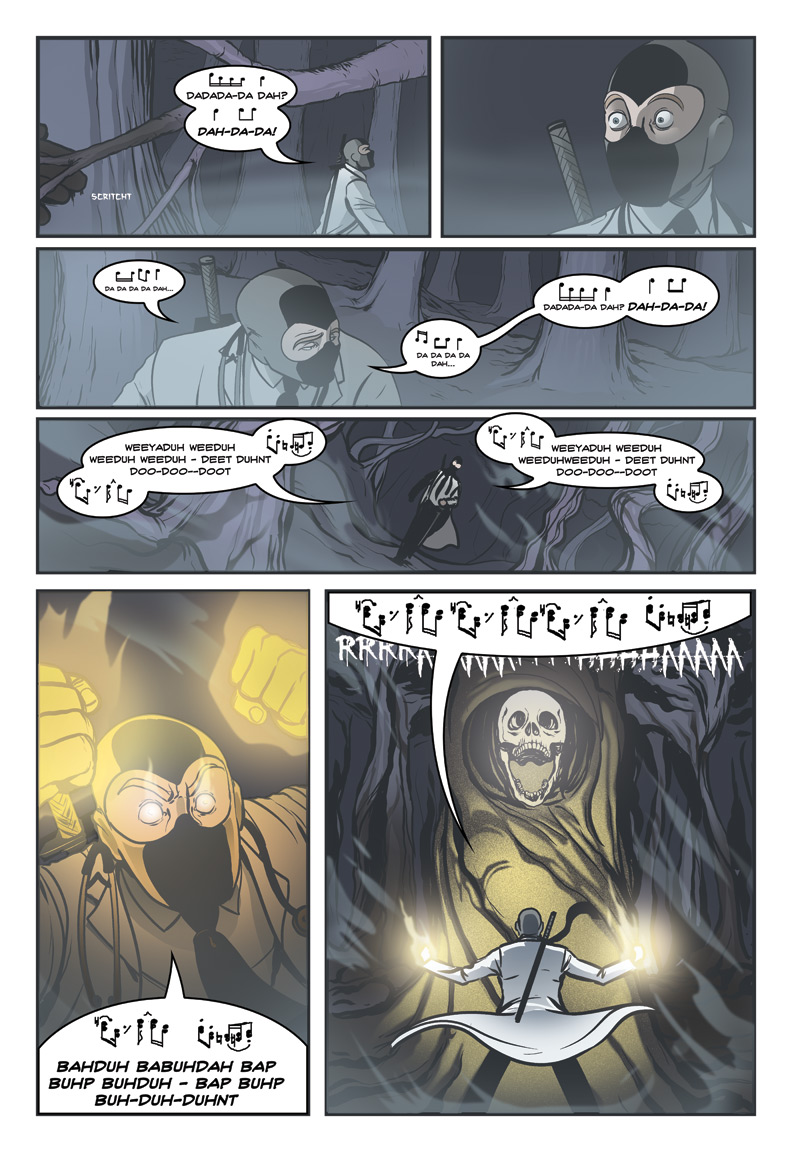 DADADA-DA DAH?
DAH-DA-DA!
SCRITCHT
DA DA DA DA DAH...
DA DA DA DA
DAH...
DADADA-DA DAH? DAH-DA-DA!
WEEYADUH WEEDUH
WEEDUH WEEDUH - DEET DUHNT
DOO-DOO--DOOT
WEEYADUH WEEDUH
WEEDUHWEEDUH - DEET DUHNT
DOO-DOO--DOOT
BAHDUH BABUHDAH BAP
BUHP BUHDUH - BAP BUHP
BUH-DUH-DUHNT